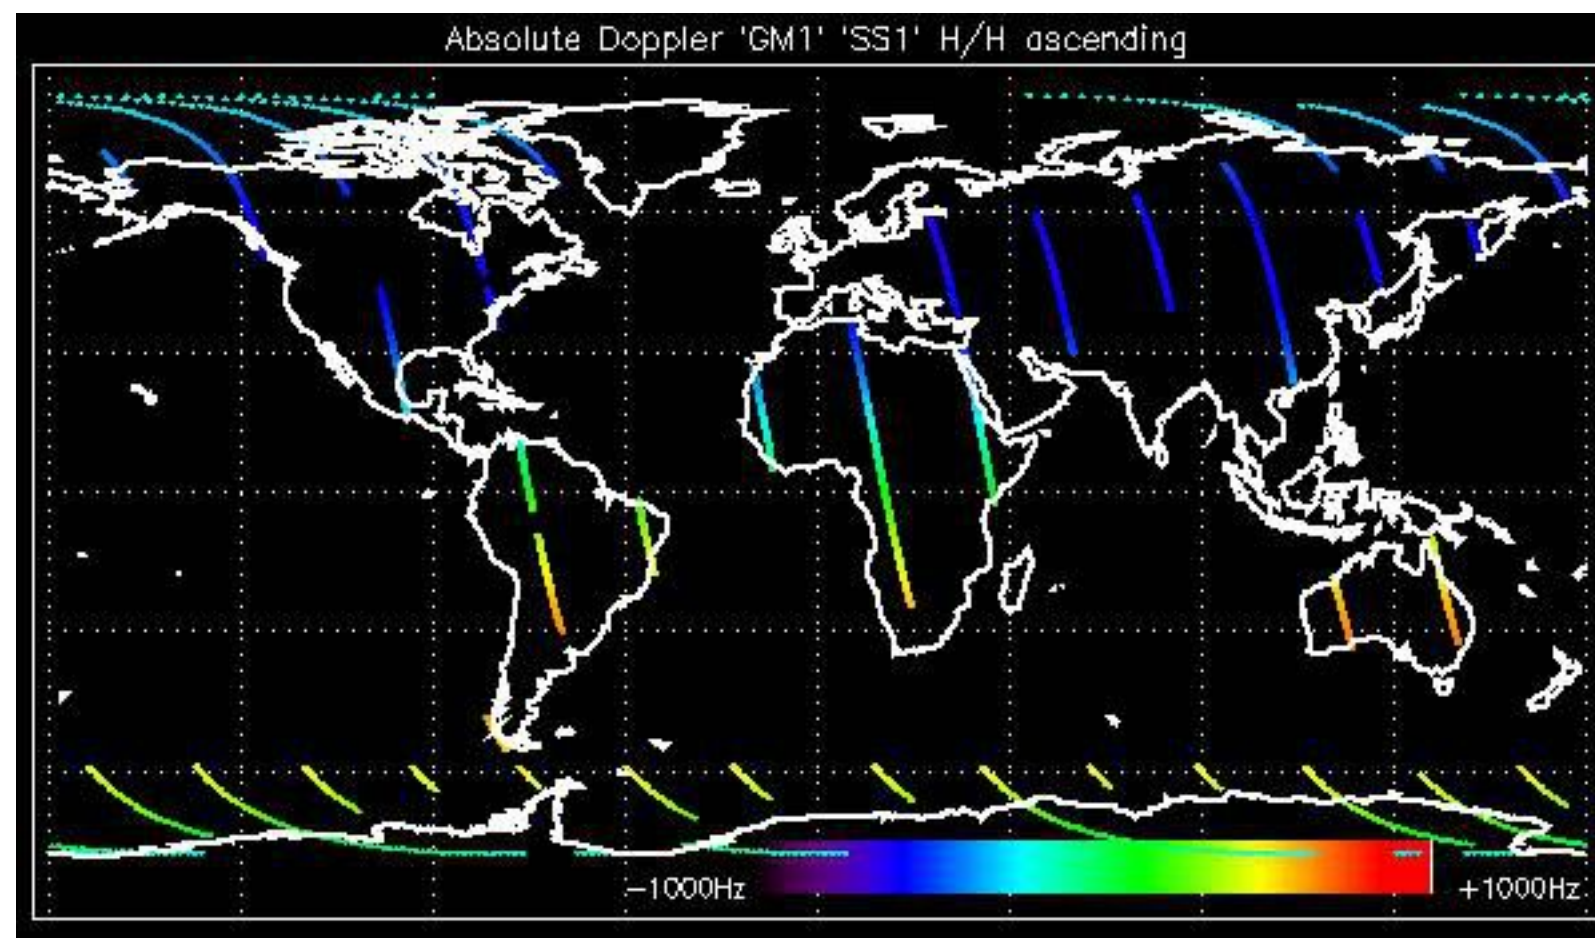 Absolute Doppler 'GM1' 'SS1' H/H ascending
−1000Hz
+1000Hz